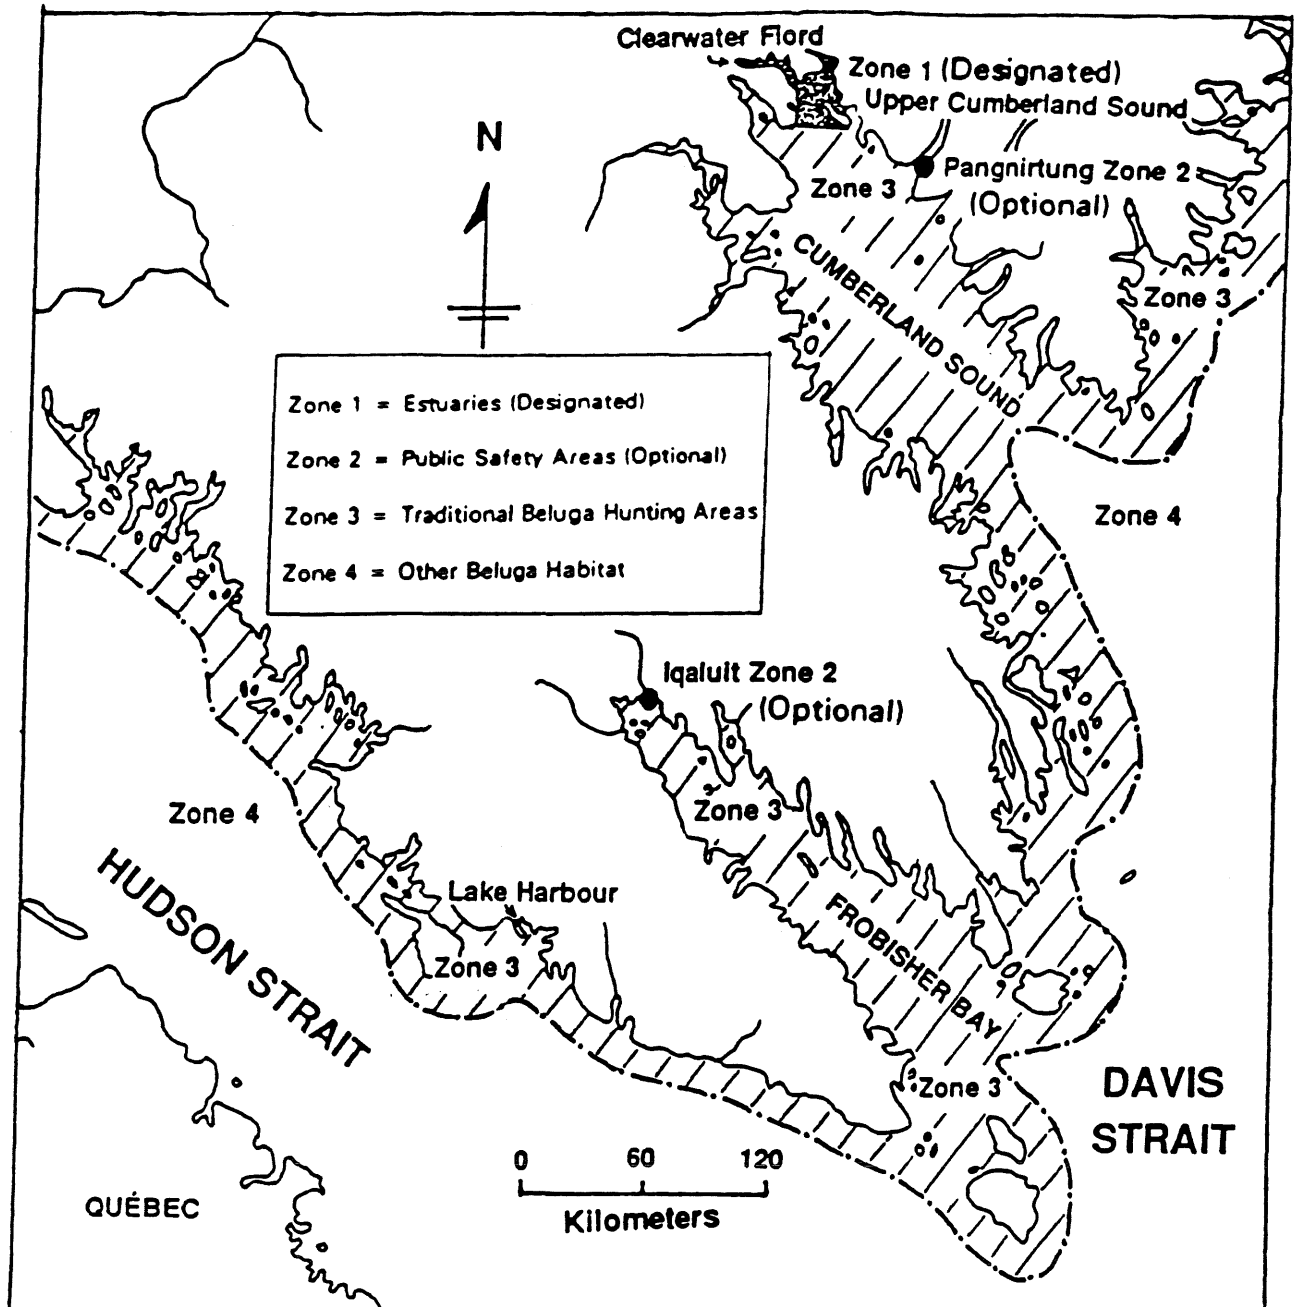 Clearwater Fiord
Zone 1 (Designated)
Upper Cumberland Sound
N
Pangnirtung Zone 2
(Optional)
Zone 3
CUMBERLAND SOUND
Zone 3
Zone 1 = Estuaries (Designated)
Zone 2 = Public Safety Areas (Optional)
Zone 3 = Traditional Beluga Hunting Areas
Zone 4 = Other Beluga Habitat
Zone 4
Iqaluit Zone 2
(Optional)
Zone 3
Zone 4
HUDSON STRAIT
Lake Harbour
Zone 3
FROBISHER BAY
Zone 3
DAVIS
STRAIT
0 60 120
Kilometers
QUÉBEC